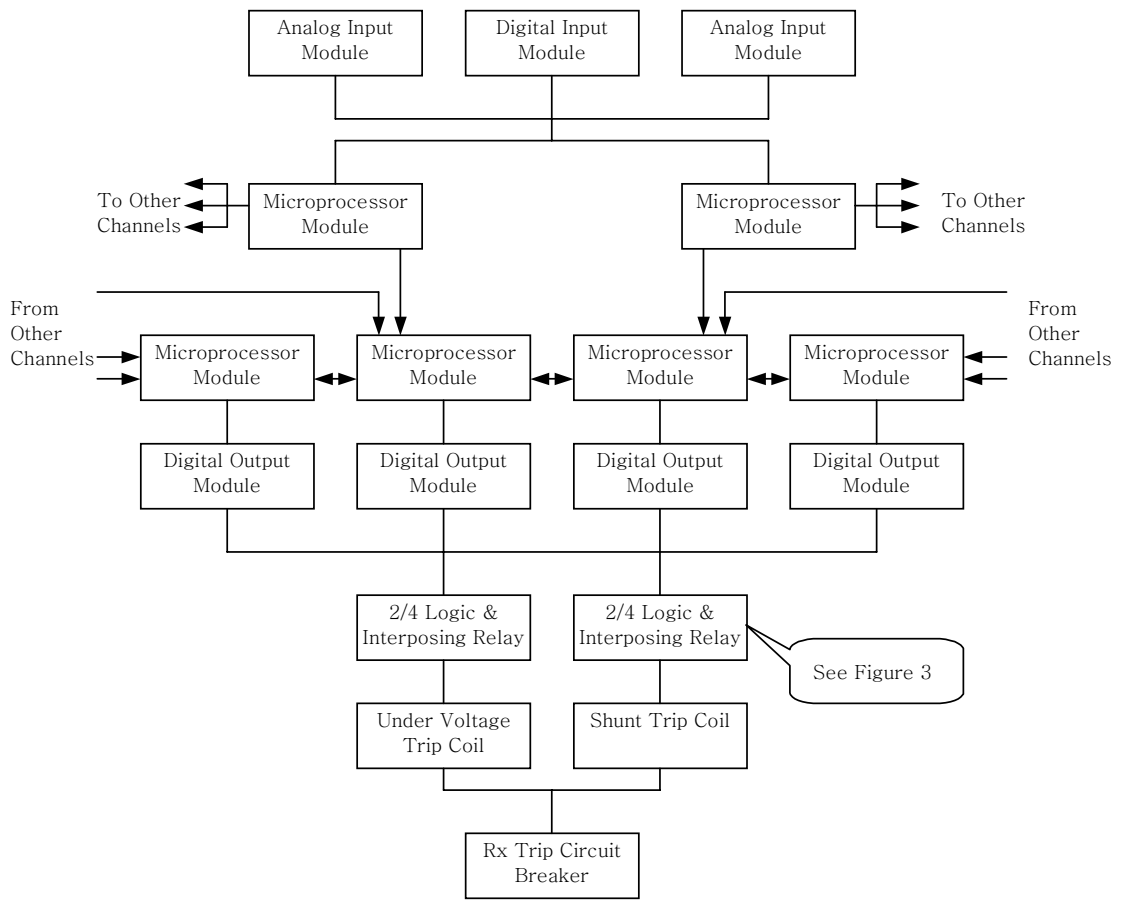 Analog Input
Module
Digital Input
Module
Analog Input
Module
To Other
Channels
Microprocessor
Module
Microprocessor
Module
To Other
Channels
From
Other
Channels
Microprocessor
Module
Microprocessor
Module
Microprocessor
Module
Microprocessor
Module
From
Other
Channels
Digital Output
Module
Digital Output
Module
Digital Output
Module
Digital Output
Module
2/4 Logic &
Interposing Relay
2/4 Logic &
Interposing Relay
See Figure 3
Under Voltage
Trip Coil
Shunt Trip Coil
Rx Trip Circuit
Breaker